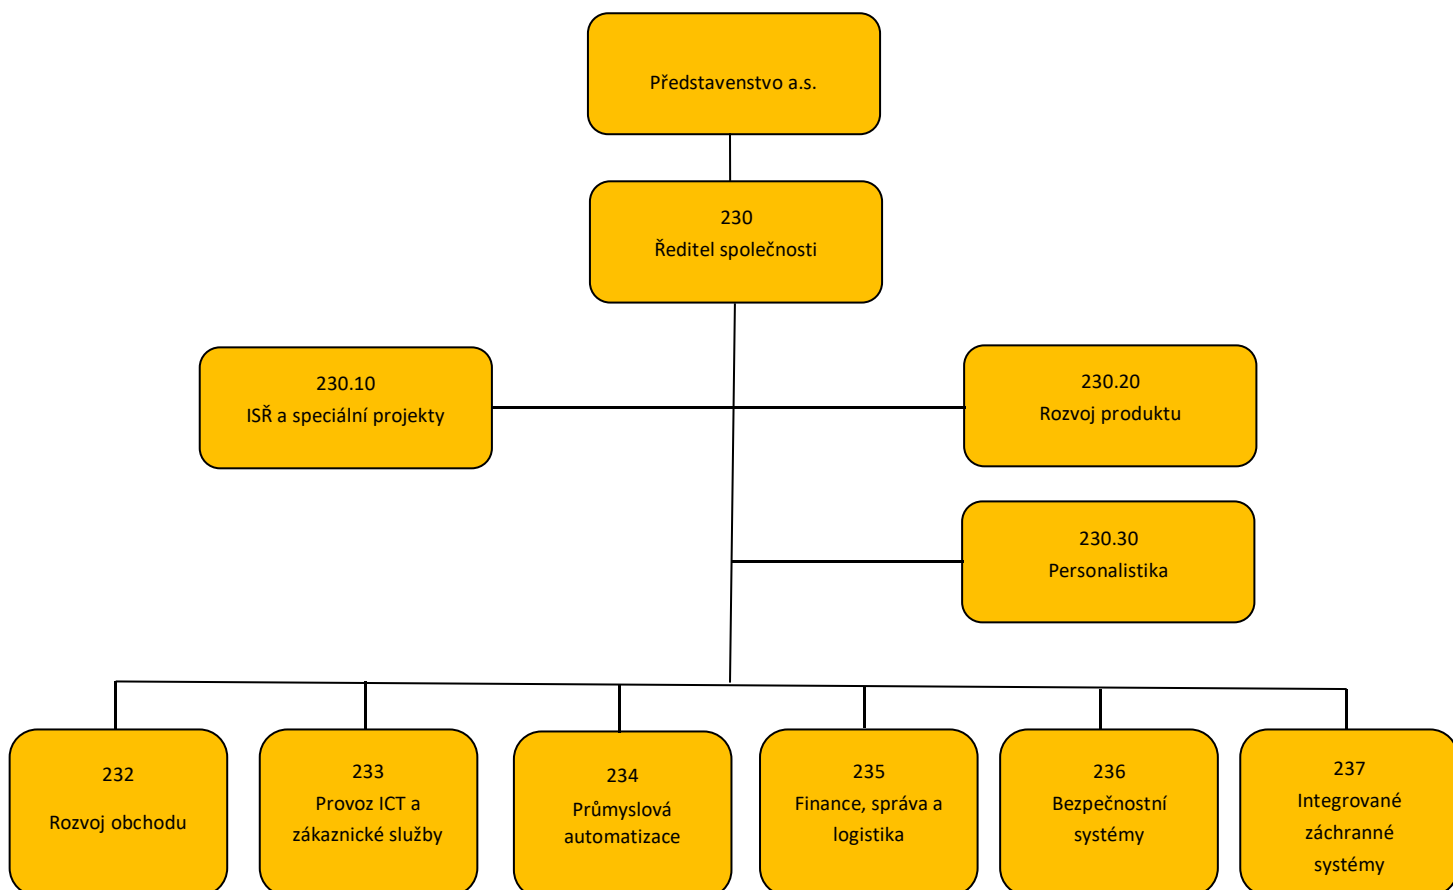 Představenstvo a.s.
230
Ředitel společnosti
230.10
ISŘ a speciální projekty
230.20
Rozvoj produktu
230.30
Personalistika
232
Rozvoj obchodu
233
Provoz ICT a
zákaznické služby
234
Průmyslová
automatizace
235
Finance, správa a
logistika
236
Bezpečnostní
systémy
237
Integrované
záchranné
systémy